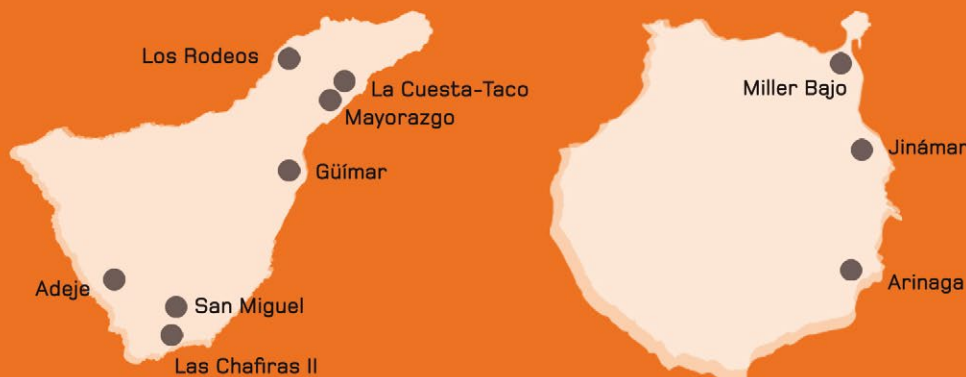 Los Rodeos
La Cuesta-Taco
Mayorazgo
Güímar
Adeje
San Miguel
Las Chafiras II
Miller Bajo
Jinámar
Arinaga